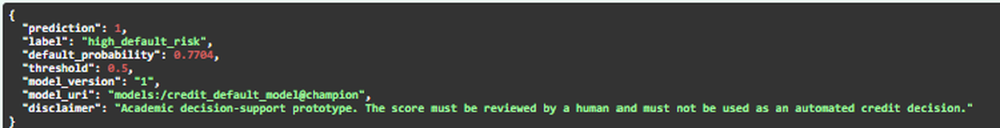 {
"prediction": 1,
"label": "high_default_risk",
"default_probability": 0.7704,
"threshold": 0.5,
"model_version": "1",
"model_uri": "models:/credit_default_model@champion",
"disclaimer": "Academic decision-support prototype. The score must be reviewed by a human and must not be used as an automated credit decision."
}